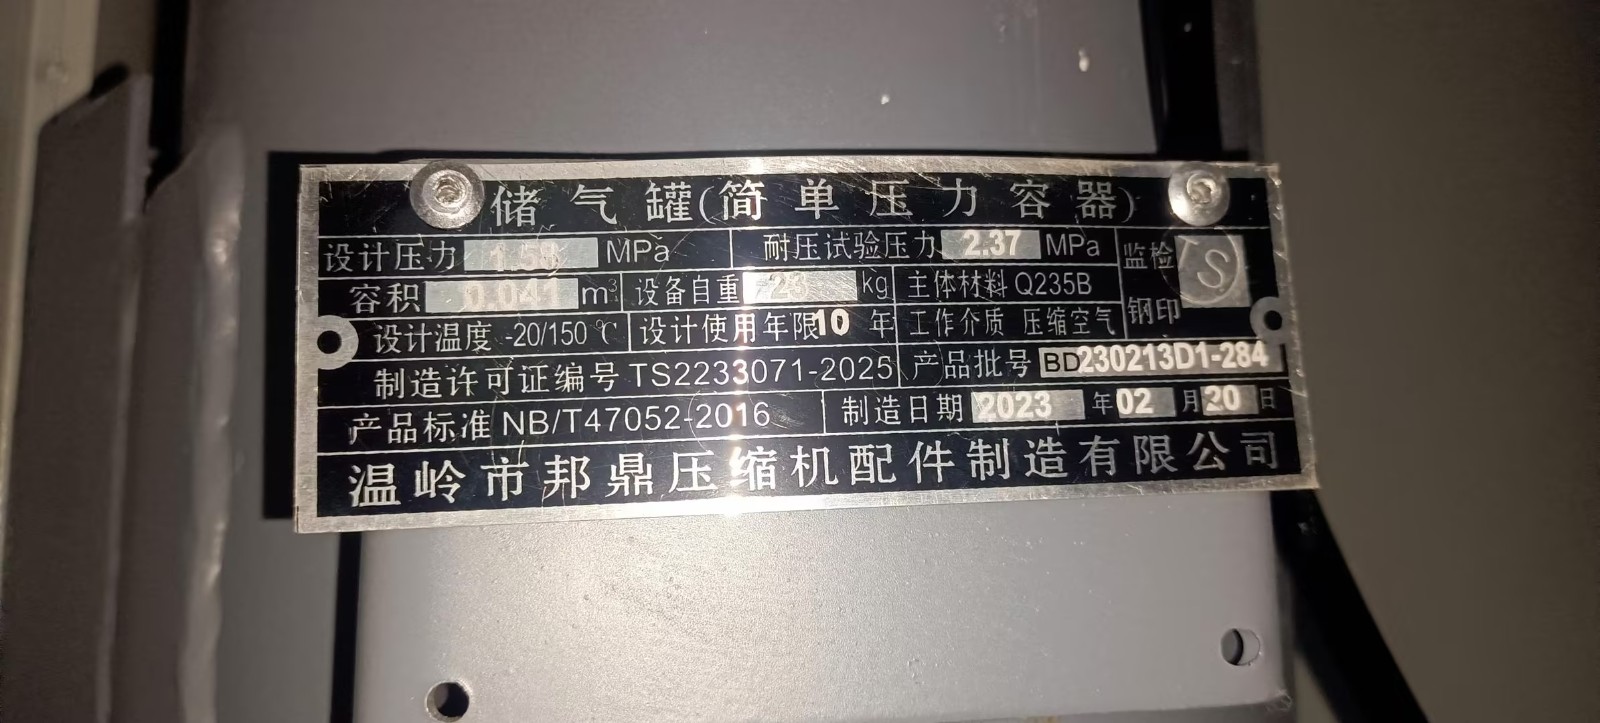 储气罐(简单压力容器)
设计压力 1.58 MPa 耐压试验压力 2.37 MPa 监检
容积 0.041 m³ 设备自重 23 kg 主体材料 Q235B 钢印 S
设计温度 -20/150 ℃ 设计使用年限10 年 工作介质 压缩空气
制造许可证编号 TS2233071-2025 产品批号 BD230213D1-284
产品标准 NB/T47052-2016 制造日期 2023 年 02 月 20 日
温岭市邦鼎压缩机配件制造有限公司